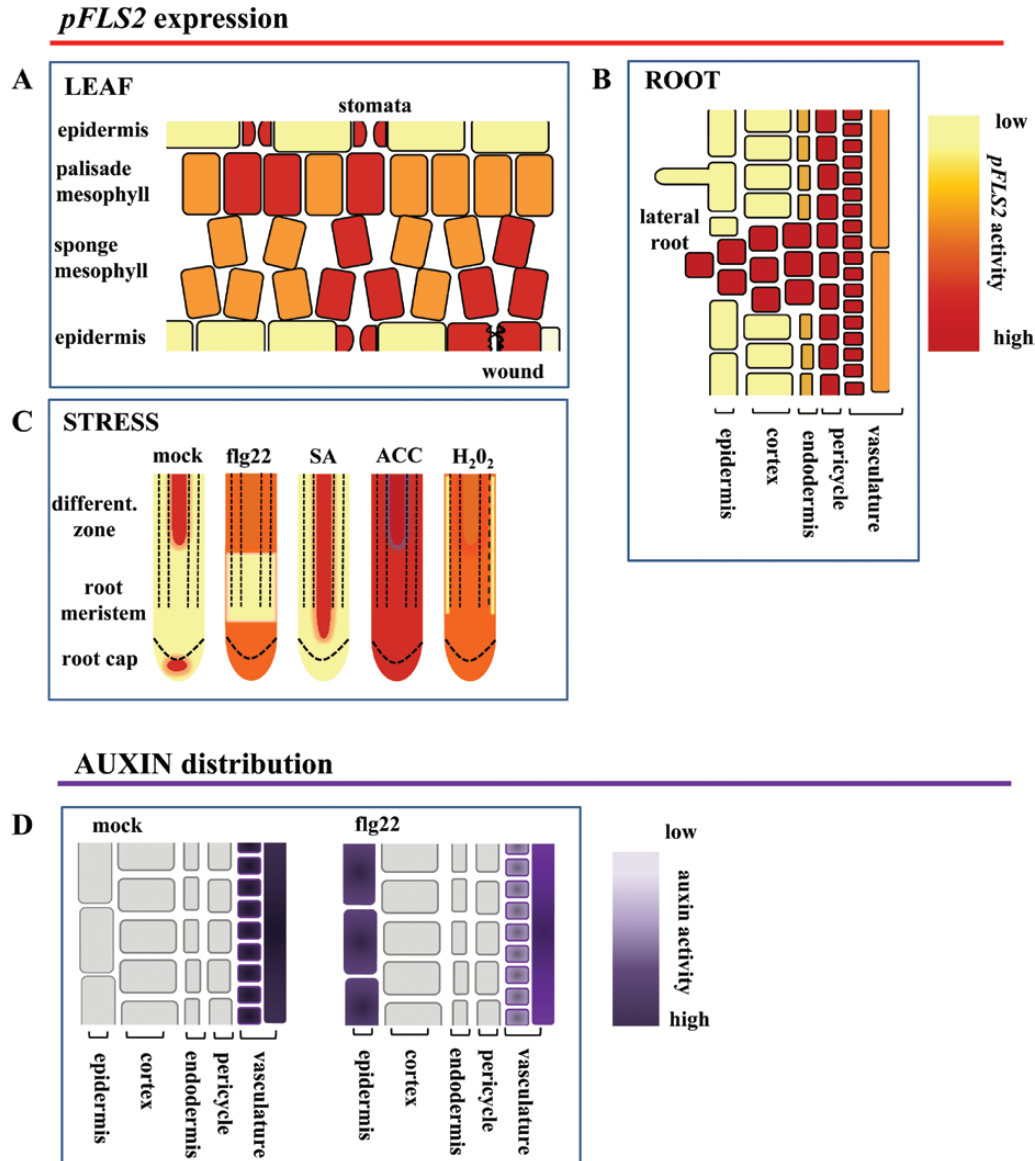 pFLS2 expression
A
LEAF
stomata
epidermis
palisade
mesophyll
sponge
mesophyll
epidermis
wound
B
ROOT
lateral
root
epidermis
cortex
endodermis
pericycle
vasculature
low
pFLS2 activity
high
C
STRESS
mock
flg22
SA
ACC
H₂0₂
different.
zone
root
meristem
root cap
AUXIN distribution
D
mock
epidermis
cortex
endodermis
pericycle
vasculature
flg22
epidermis
cortex
endodermis
pericycle
vasculature
low
auxin activity
high